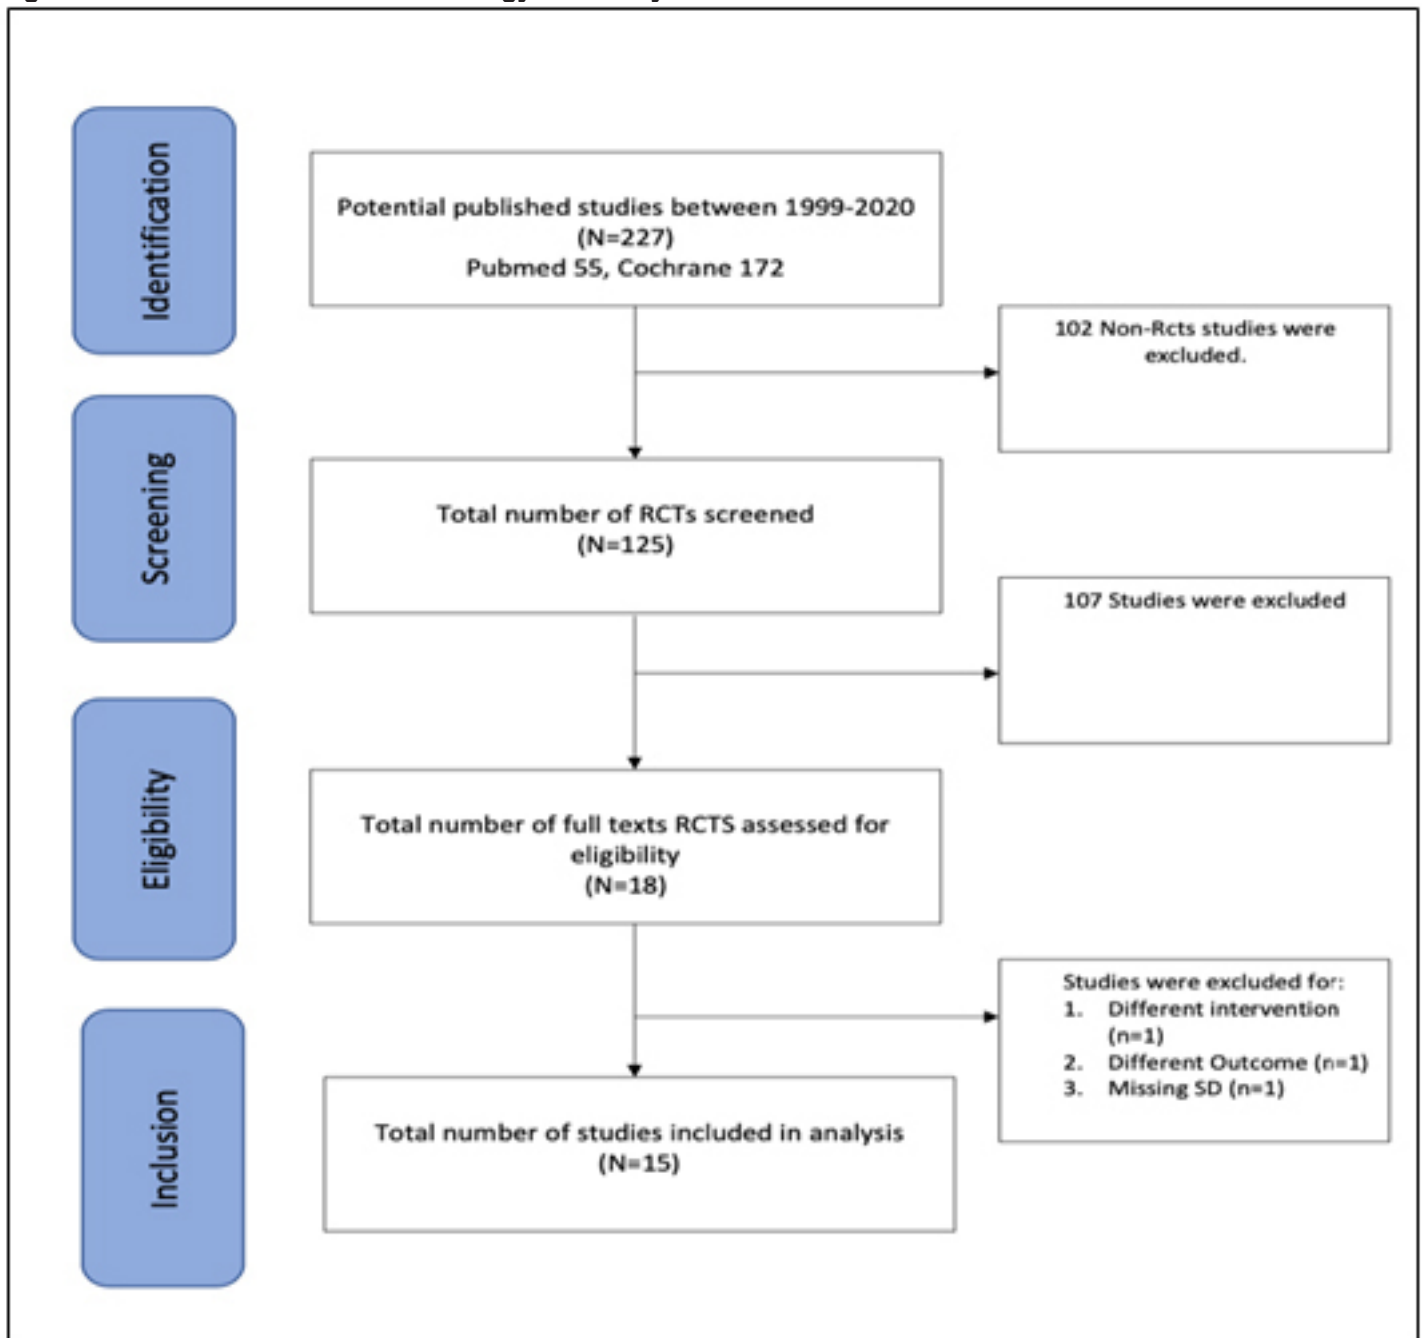 Identification
Potential published studies between 1999-2020
(N=227)
Pubmed 55, Cochrane 172
102 Non-Rcts studies were
excluded.
Screening
Total number of RCTs screened
(N=125)
107 Studies were excluded
Eligibility
Total number of full texts RCTS assessed for
eligibility
(N=18)
Studies were excluded for:
1. Different intervention
(n=1)
2. Different Outcome (n=1)
3. Missing SD (n=1)
Inclusion
Total number of studies included in analysis
(N=15)